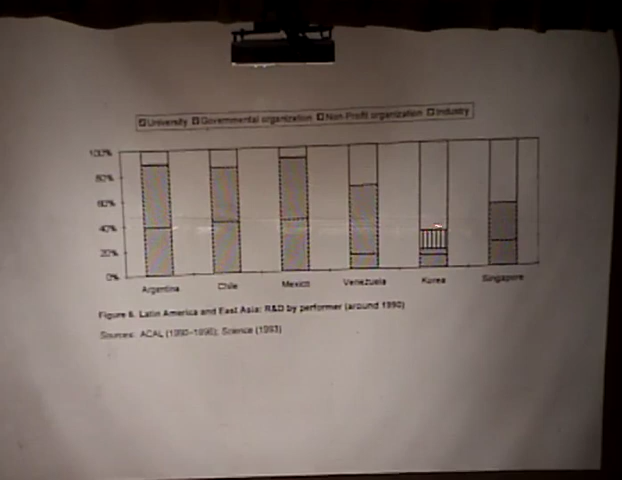 University Governmental organization Non-Profit organization Industry
100%
80%
60%
40%
20%
0%
Argentina Chile Mexico Venezuela Korea Singapore
Figure 6. Latin America and East Asia: R&D by performer (around 1990)
Sources: ACAL (1990-1996); Science (1993)